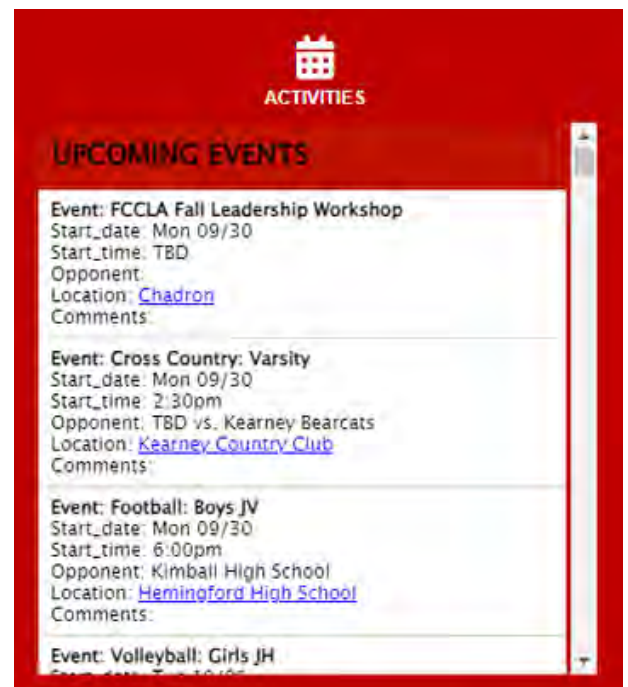 ACTIVITIES
UPCOMING EVENTS
Event: FCCLA Fall Leadership Workshop
Start_date: Mon 09/30
Start_time: TBD
Opponent:
Location: Chadron
Comments:
Event: Cross Country: Varsity
Start_date: Mon 09/30
Start_time: 2:30pm
Opponent: TBD vs. Kearney Bearcats
Location: Kearney Country Club
Comments:
Event: Football: Boys JV
Start_date: Mon 09/30
Start_time: 6:00pm
Opponent: Kimball High School
Location: Hemingford High School
Comments:
Event: Volleyball: Girls JH